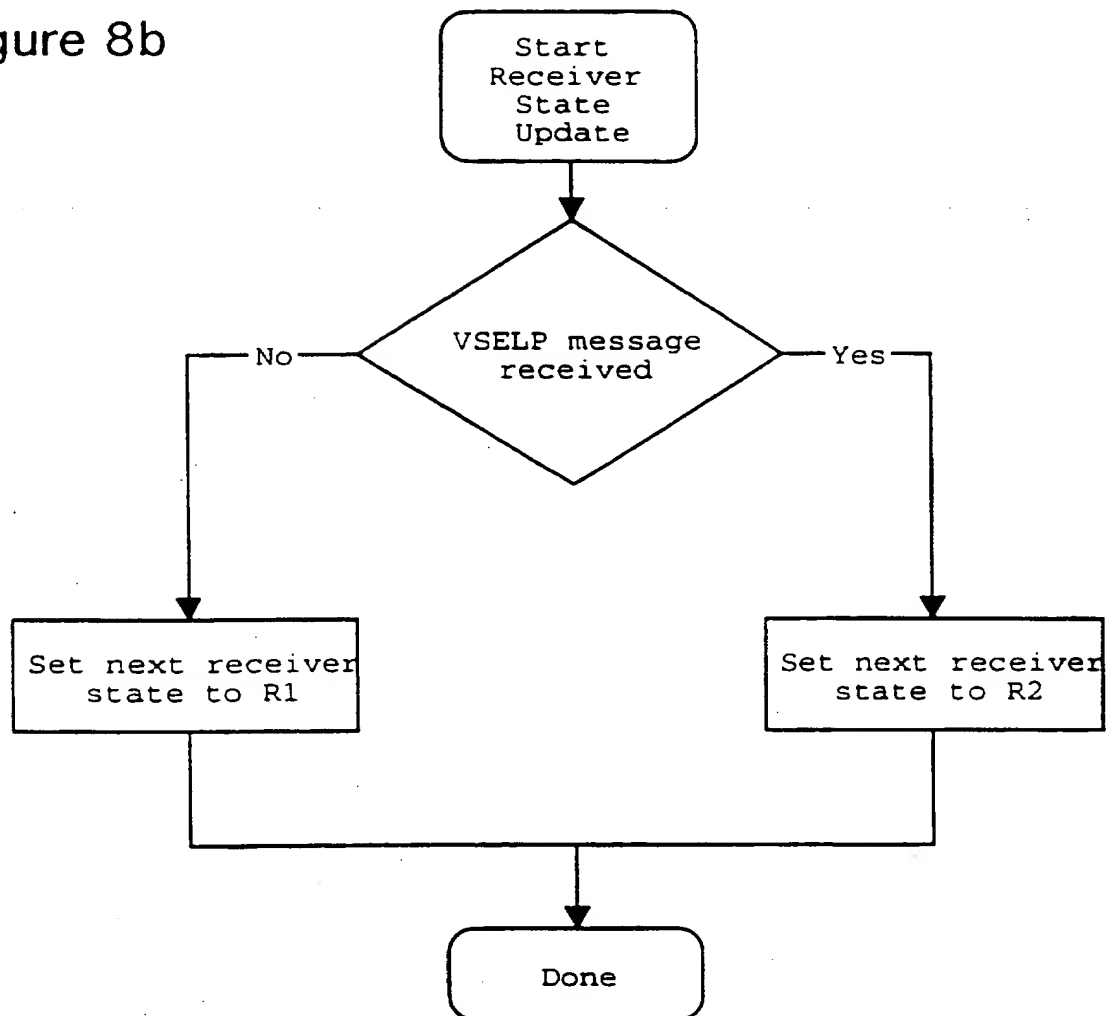 gure 8b
Start
Receiver
State
Update
VSELP message
received
No
Yes
Set next receiver
state to R1
Set next receiver
state to R2
Done